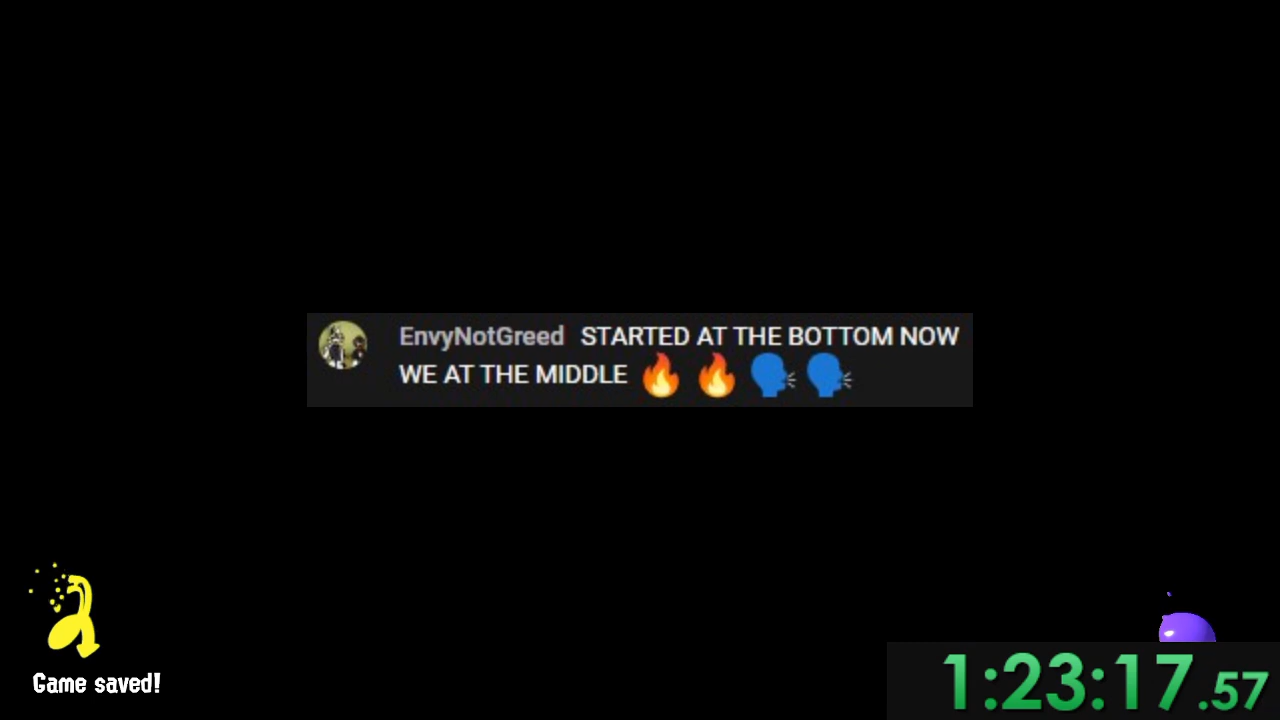 EnvyNotGreed STARTED AT THE BOTTOM NOW
WE AT THE MIDDLE 🔥 🔥 🗣️ 🗣️
Game saved!
1:23:17.57